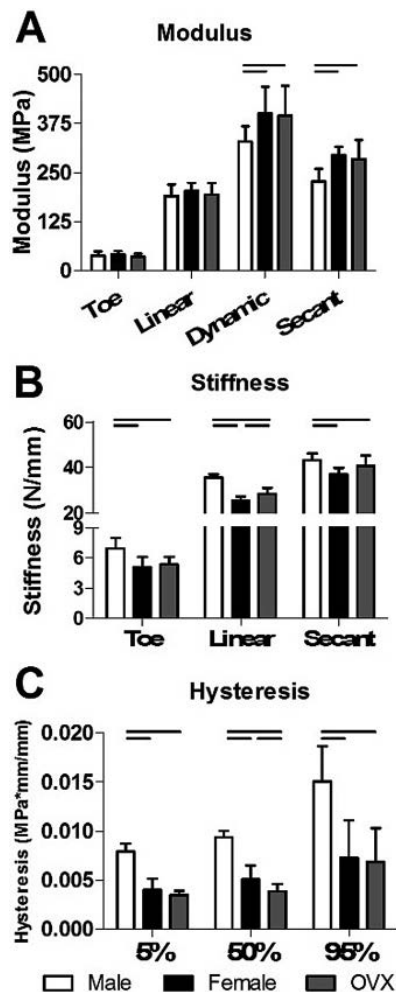 A
Modulus
Modulus (MPa)
500
375
250
125
0
Toe
Linear
Dynamic
Secant
B
Stiffness
Stiffness (N/mm)
60
40
20
9
6
3
0
Toe
Linear
Secant
C
Hysteresis
Hysteresis (MPa*mm/mm)
0.020
0.015
0.010
0.005
0.000
5%
50%
95%
Male
Female
OVX